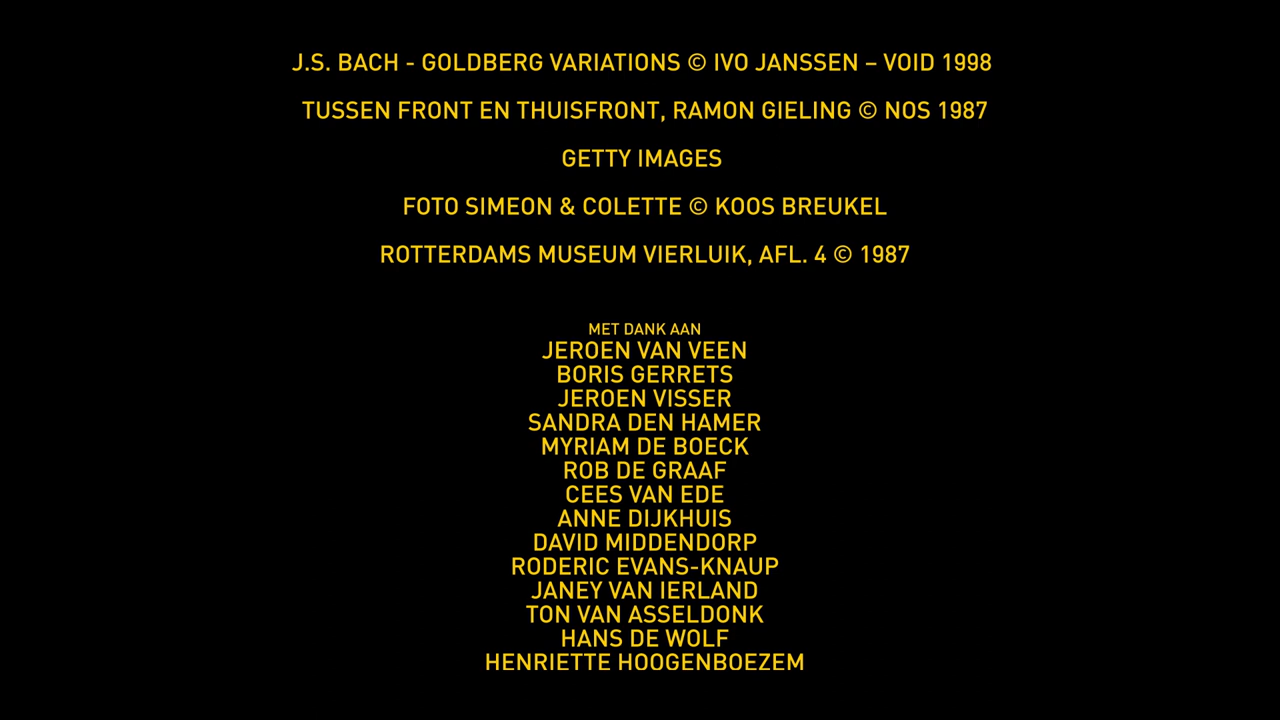 J.S. BACH - GOLDBERG VARIATIONS © IVO JANSSEN – VOID 1998
TUSSEN FRONT EN THUISFRONT, RAMON GIELING © NOS 1987
GETTY IMAGES
FOTO SIMEON & COLETTE © KOOS BREUKEL
ROTTERDAMS MUSEUM VIERLUIK, AFL. 4 © 1987
MET DANK AAN
JEROEN VAN VEEN
BORIS GERRETS
JEROEN VISSER
SANDRA DEN HAMER
MYRIAM DE BOECK
ROB DE GRAAF
CEES VAN EDE
ANNE DIJKHUIS
DAVID MIDDENDORP
RODERIC EVANS-KNAUP
JANEY VAN IERLAND
TON VAN ASSELDONK
HANS DE WOLF
HENRIETTE HOOGENBOEZEM